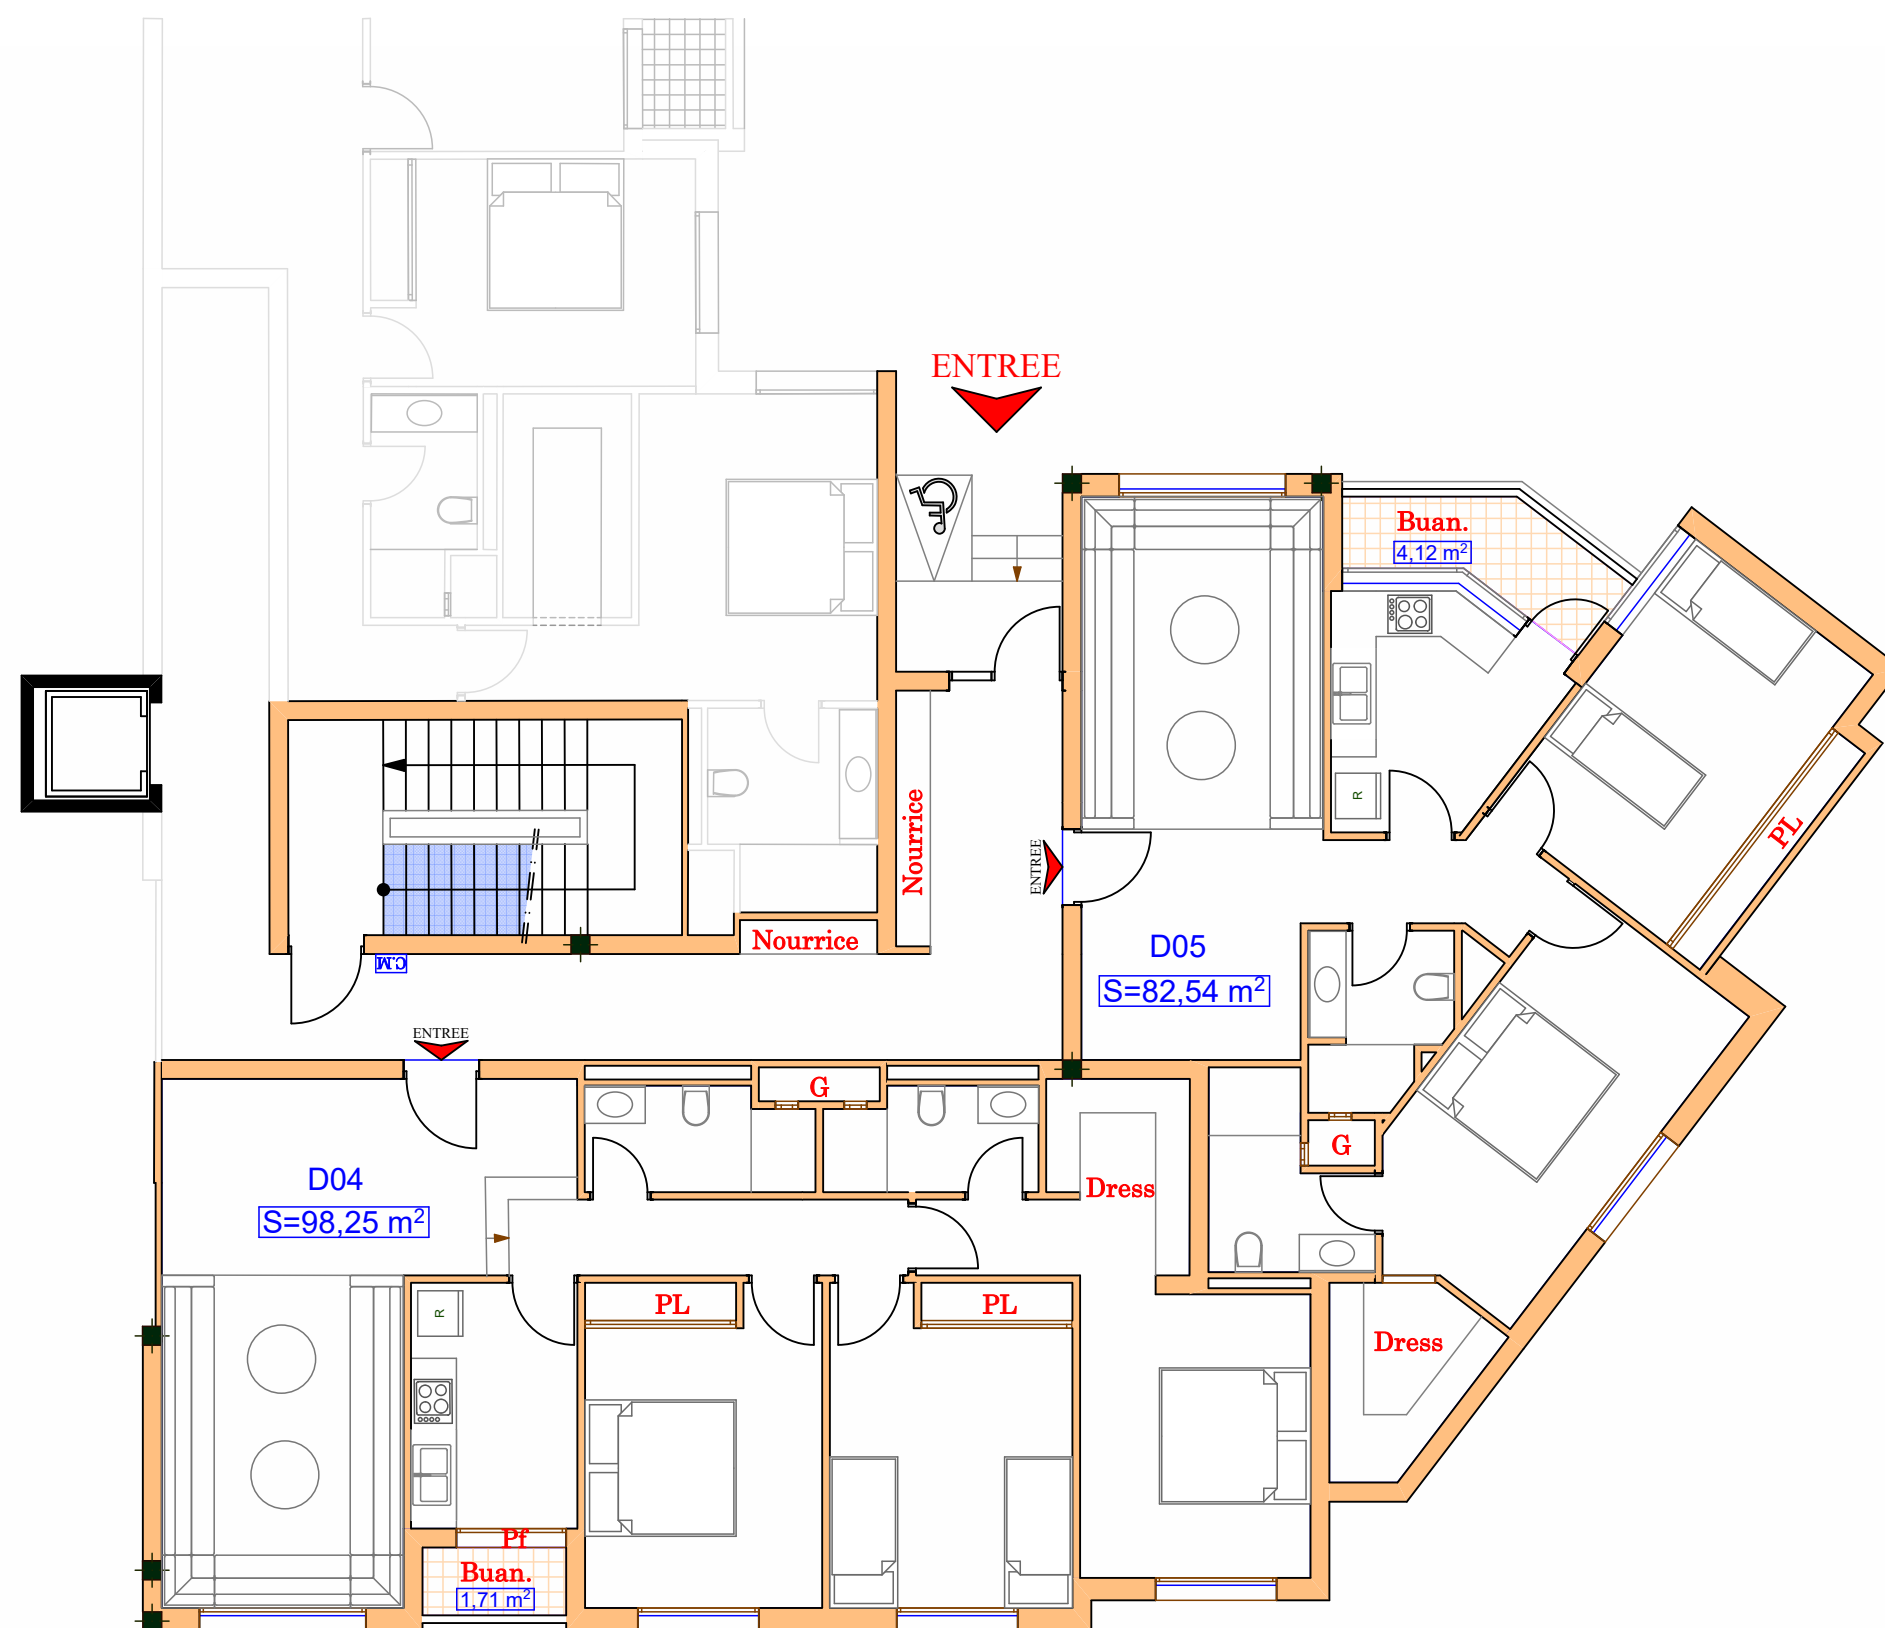 ENTREE
Buan.
4,12 m²
R
PL
Nourrice
ENTREE
Nourrice
C.M
D05
S=82,54 m²
ENTREE
G
G
D04
S=98,25 m²
Dress
R
PL
PL
Dress
Pf
Buan.
1,71 m²